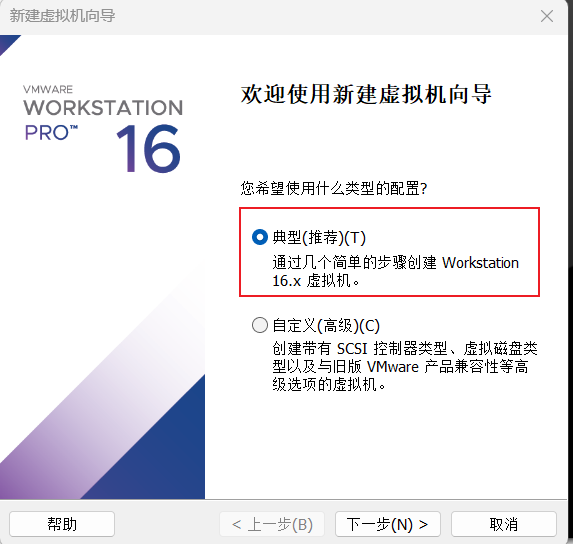 新建虚拟机向导
VMWARE
WORKSTATION
PRO™
16
欢迎使用新建虚拟机向导
您希望使用什么类型的配置?
典型(推荐)(T)
通过几个简单的步骤创建 Workstation
16.x 虚拟机。
自定义(高级)(C)
创建带有 SCSI 控制器类型、虚拟磁盘类
型以及与旧版 VMware 产品兼容性等高
级选项的虚拟机。
帮助
< 上一步(B)
下一步(N) >
取消